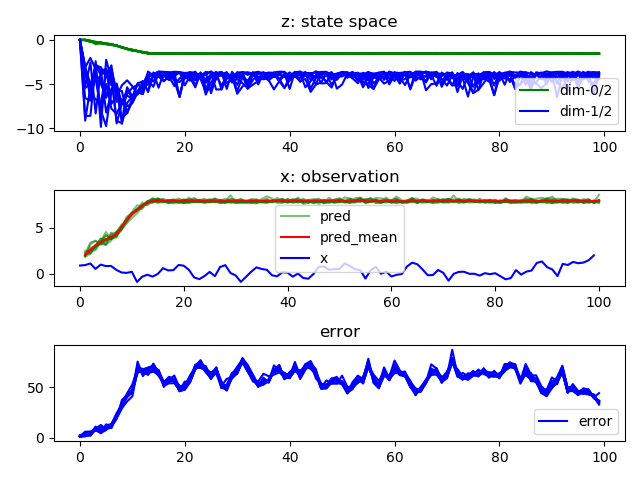 z: state space
0
−5
−10
dim-0/2
dim-1/2
0 20 40 60 80 100
x: observation
5
0
pred
pred_mean
x
0 20 40 60 80 100
error
50
0
error
0 20 40 60 80 100